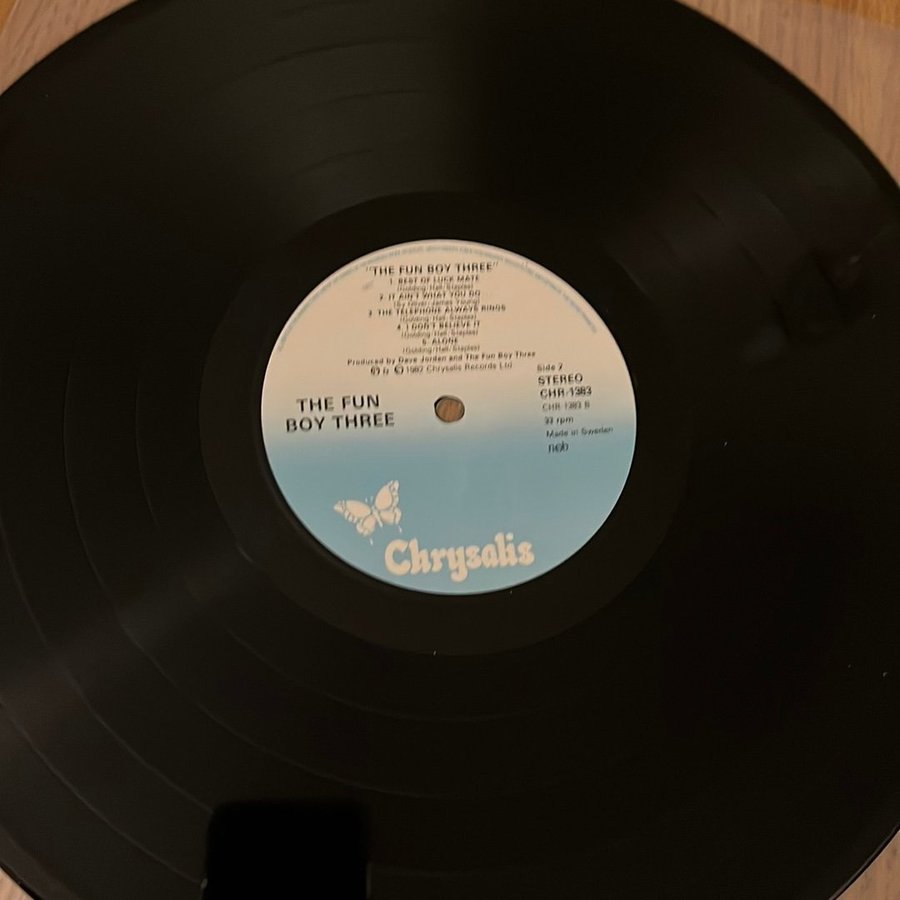 "THE FUN BOY THREE"
1. BEST OF LUCK MATE
(Golding-Hall-Staples)
2. IT AIN'T WHAT YOU DO
(Sy Oliver-James Young)
3. THE TELEPHONE ALWAYS RINGS
(Golding-Hall-Staples)
4. I DON'T BELIEVE IT
(Golding-Hall-Staples)
5. ALONE
(Golding-Hall-Staples)
Produced by Dave Jordan and The Fun Boy Three
Ⓟ & © 1982 Chrysalis Records Ltd.
THE FUN
BOY THREE
Side 2
STEREO
CHR-1383
CHR-1383 B
33 rpm
Made in Sweden
ncb
Chrysalis